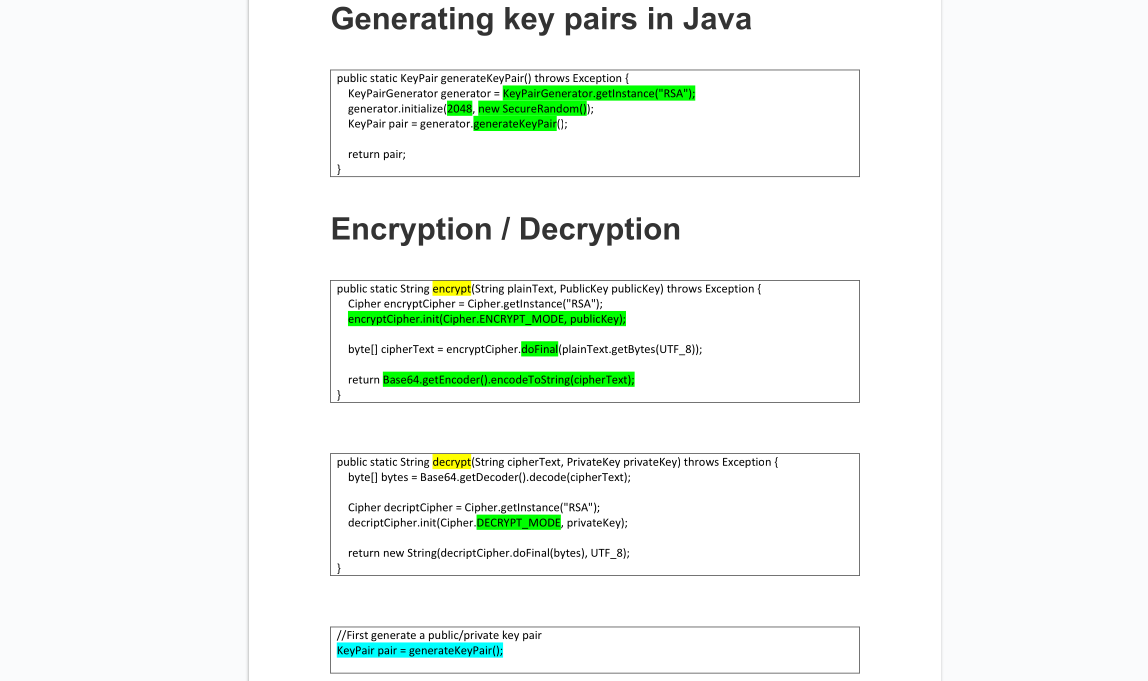 Generating key pairs in Java
public static KeyPair generateKeyPair() throws Exception {
KeyPairGenerator generator = KeyPairGenerator.getInstance("RSA");
generator.initialize(2048, new SecureRandom());
KeyPair pair = generator.generateKeyPair();
return pair;
}
Encryption / Decryption
public static String encrypt(String plainText, PublicKey publicKey) throws Exception {
Cipher encryptCipher = Cipher.getInstance("RSA");
encryptCipher.init(Cipher.ENCRYPT_MODE, publicKey);
byte[] cipherText = encryptCipher.doFinal(plainText.getBytes(UTF_8));
return Base64.getEncoder().encodeToString(cipherText);
}
public static String decrypt(String cipherText, PrivateKey privateKey) throws Exception {
byte[] bytes = Base64.getDecoder().decode(cipherText);
Cipher decriptCipher = Cipher.getInstance("RSA");
decriptCipher.init(Cipher.DECRYPT_MODE, privateKey);
return new String(decriptCipher.doFinal(bytes), UTF_8);
}
//First generate a public/private key pair
KeyPair pair = generateKeyPair();